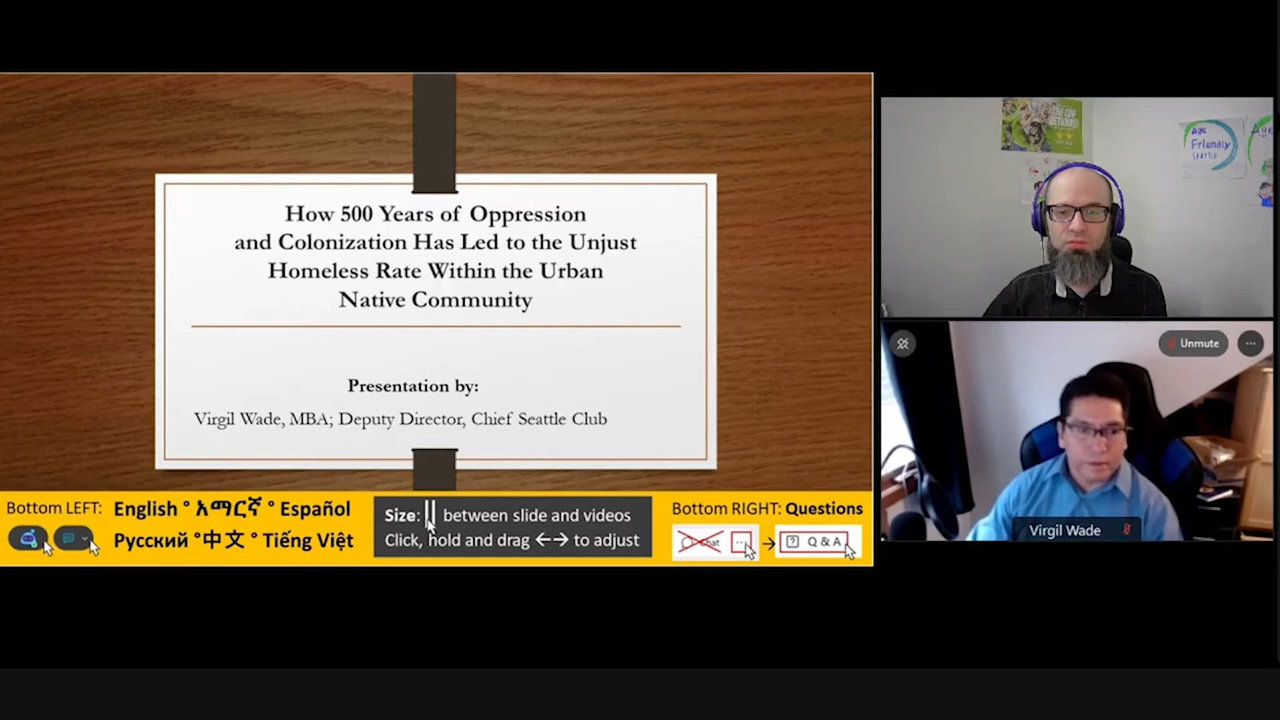 How 500 Years of Oppression
and Colonization Has Led to the Unjust
Homeless Rate Within the Urban
Native Community
Presentation by:
Virgil Wade, MBA; Deputy Director, Chief Seattle Club
Bottom LEFT:
English ° አማርኛ ° Español
Русский °中文 ° Tiếng Việt
Size: || between slide and videos
Click, hold and drag ←→ to adjust
Bottom RIGHT: Questions
Chat ... → ? Q & A
Age
Friendly
Unmute
Virgil Wade